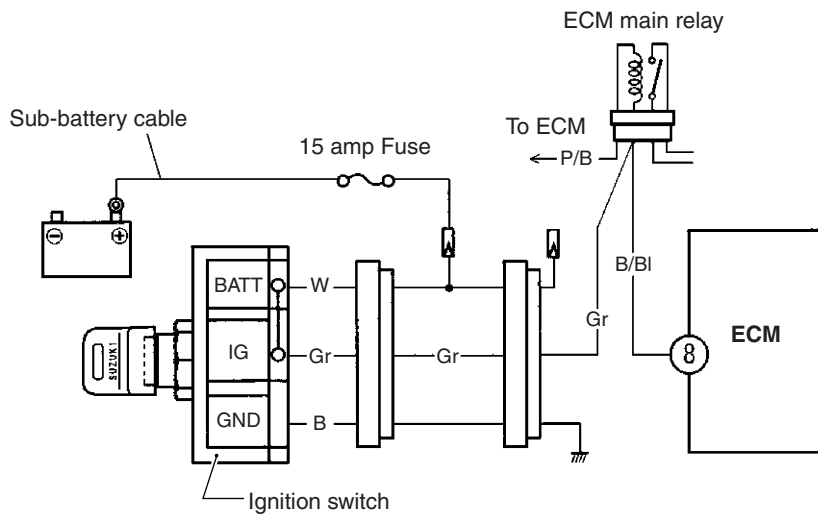 ECM main relay
Sub-battery cable
15 amp Fuse
To ECM
P/B
− +
BATT
W
B/Bl
Gr
IG
Gr
Gr
8
ECM
SUZUKI
GND
B
Ignition switch